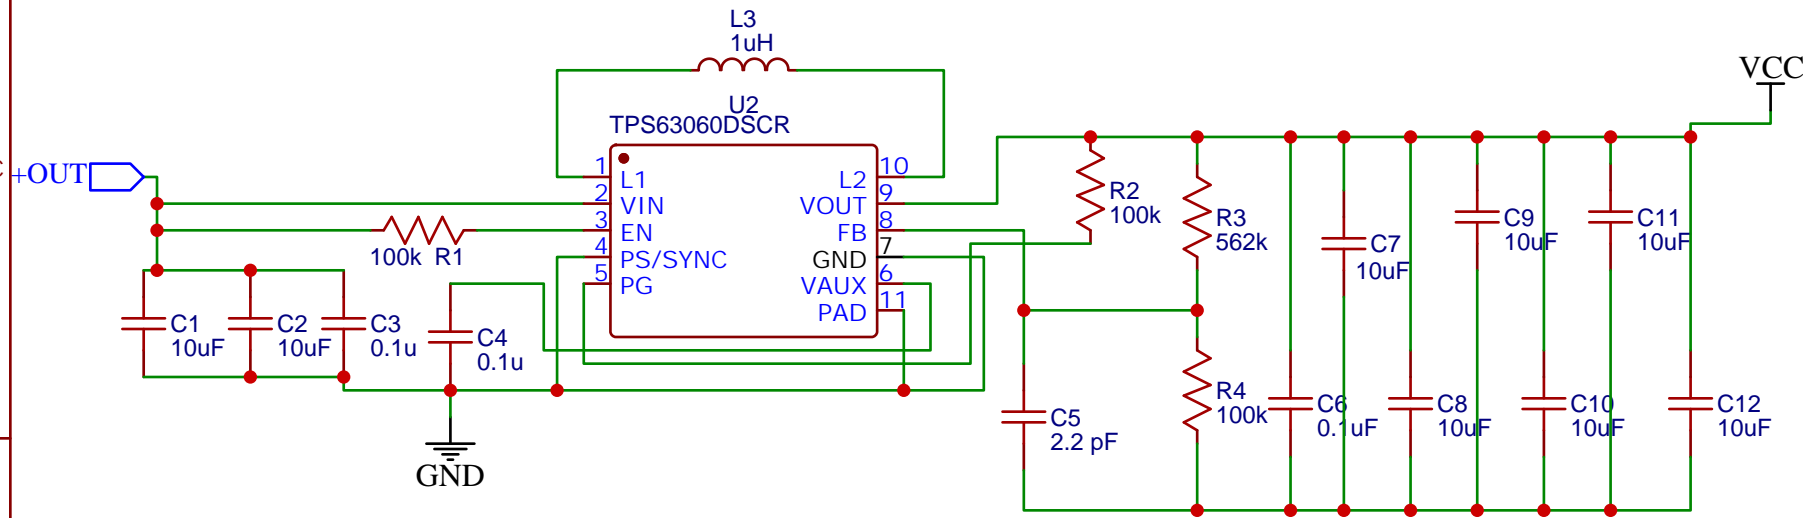 L3
1uH
VCC
U2
TPS63060DSCR
+OUT
1
L1
L2
10
2
VIN
VOUT
9
3
EN
FB
8
4
PS/SYNC
GND
7
5
PG
VAUX
6
PAD
11
100k R1
R2
100k
R3
562k
C1
10uF
C2
10uF
C3
0.1u
C4
0.1u
C5
2.2 pF
R4
100k
C6
0.1uF
C7
10uF
C8
10uF
C9
10uF
C10
10uF
C11
10uF
C12
10uF
GND